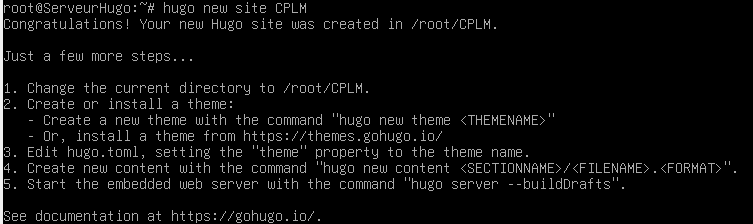 root@ServeurHugo:~# hugo new site CPLM
Congratulations! Your new Hugo site was created in /root/CPLM.
Just a few more steps...
1. Change the current directory to /root/CPLM.
2. Create or install a theme:
   - Create a new theme with the command "hugo new theme <THEMENAME>"
   - Or, install a theme from https://themes.gohugo.io/
3. Edit hugo.toml, setting the "theme" property to the theme name.
4. Create new content with the command "hugo new content <SECTIONNAME>/<FILENAME>.<FORMAT>".
5. Start the embedded web server with the command "hugo server --buildDrafts".
See documentation at https://gohugo.io/.